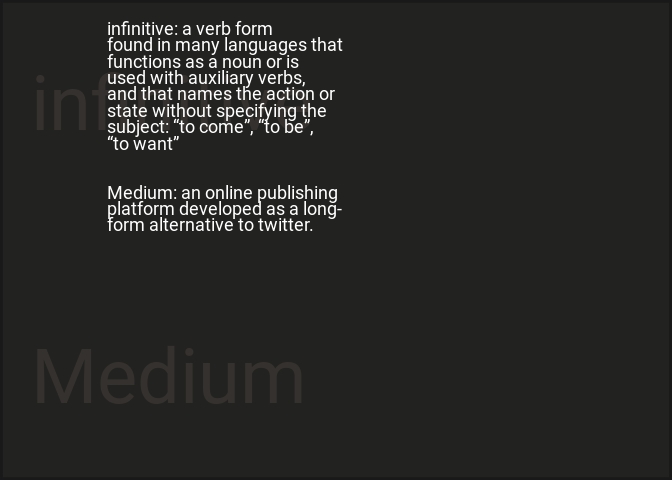 infinitive: a verb form
found in many languages that
functions as a noun or is
used with auxiliary verbs,
and that names the action or
state without specifying the
subject: “to come”, “to be”,
“to want”
Medium: an online publishing
platform developed as a long-
form alternative to twitter.
Medium